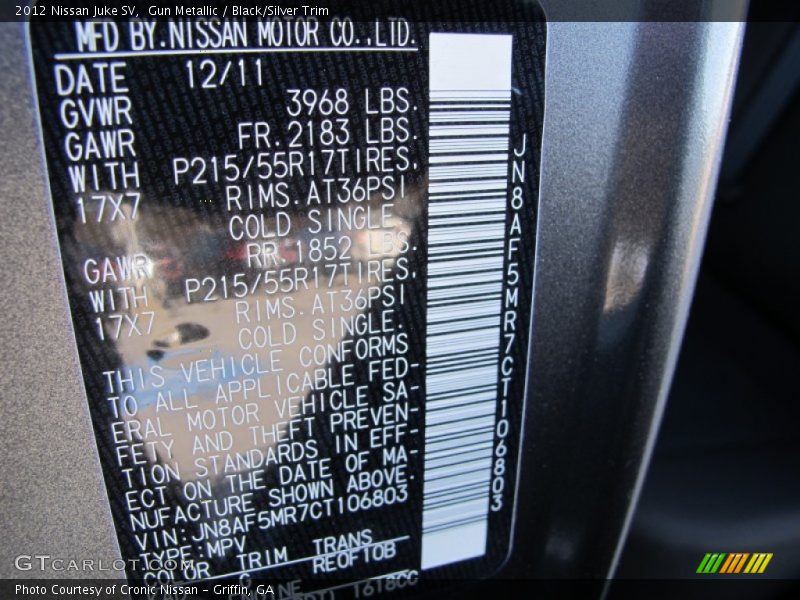 2012 Nissan Juke SV,  Gun Metallic / Black/Silver Trim
MFD BY.NISSAN MOTOR CO.,LTD.
DATE 12/11
GVWR 3968 LBS.
GAWR FR.2183 LBS.
WITH P215/55R17TIRES,
17X7 RIMS.AT36PSI
COLD SINGLE
GAWR RR.1852 LBS.
WITH P215/55R17TIRES,
17X7 RIMS.AT36PSI
COLD SINGLE.
THIS VEHICLE CONFORMS
TO ALL APPLICABLE FED-
ERAL MOTOR VEHICLE SA-
FETY AND THEFT PREVEN-
TION STANDARDS IN EFF-
ECT ON THE DATE OF MA-
NUFACTURE SHOWN ABOVE.
VIN:JN8AF5MR7CT106803
TYPE:MPV
COLOR TRIM TRANS
G RE0F10B
1618CC
JN8AF5MR7CT106803
GTcarlot.com
Photo Courtesy of Cronic Nissan - Griffin, GA